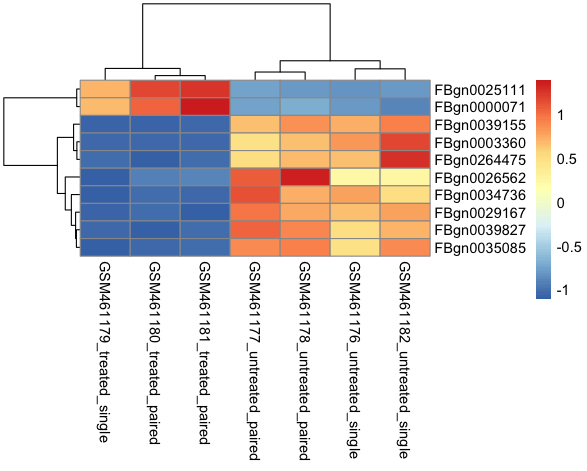 FBgn0025111
FBgn0000071
FBgn0039155
FBgn0003360
FBgn0264475
FBgn0026562
FBgn0034736
FBgn0029167
FBgn0039827
FBgn0035085
1
0.5
0
-0.5
-1
GSM461179_treated_single
GSM461180_treated_paired
GSM461181_treated_paired
GSM461177_untreated_paired
GSM461178_untreated_paired
GSM461176_untreated_single
GSM461182_untreated_single